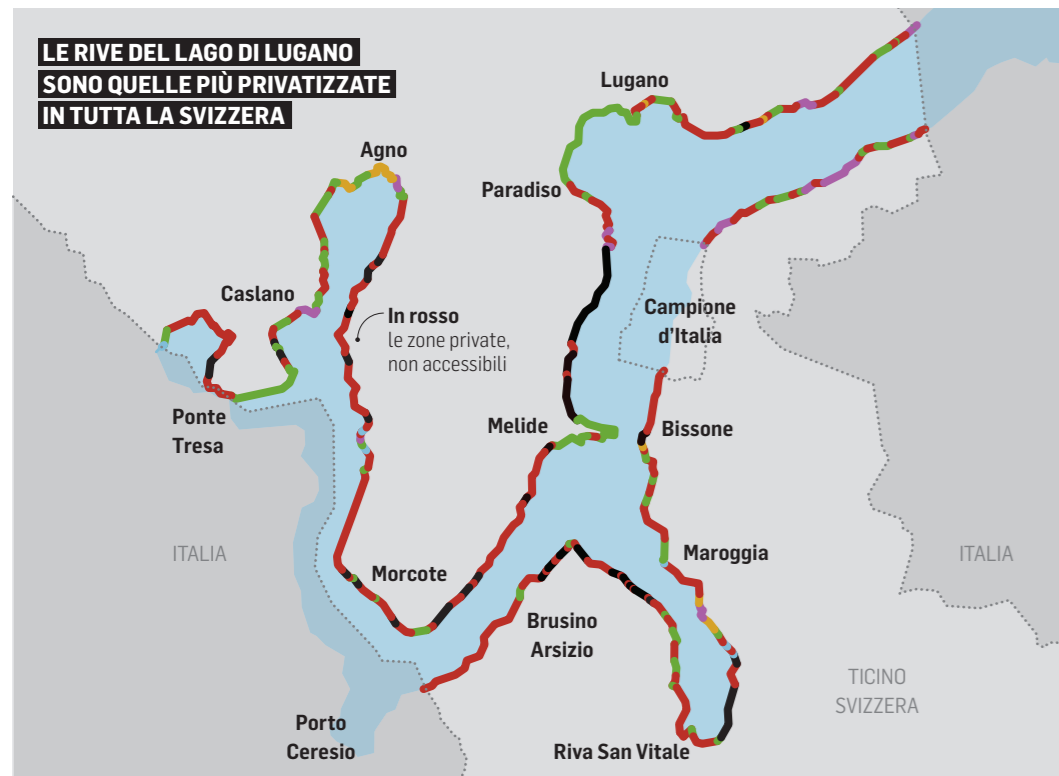 LE RIVE DEL LAGO DI LUGANO
SONO QUELLE PIÙ PRIVATIZZATE
IN TUTTA LA SVIZZERA
Lugano
Agno
Paradiso
Caslano
In rosso
le zone private,
non accessibili
Campione
d'Italia
Ponte
Tresa
Melide
Bissone
ITALIA
Maroggia
ITALIA
Morcote
Brusino
Arsizio
TICINO
SVIZZERA
Porto
Ceresio
Riva San Vitale